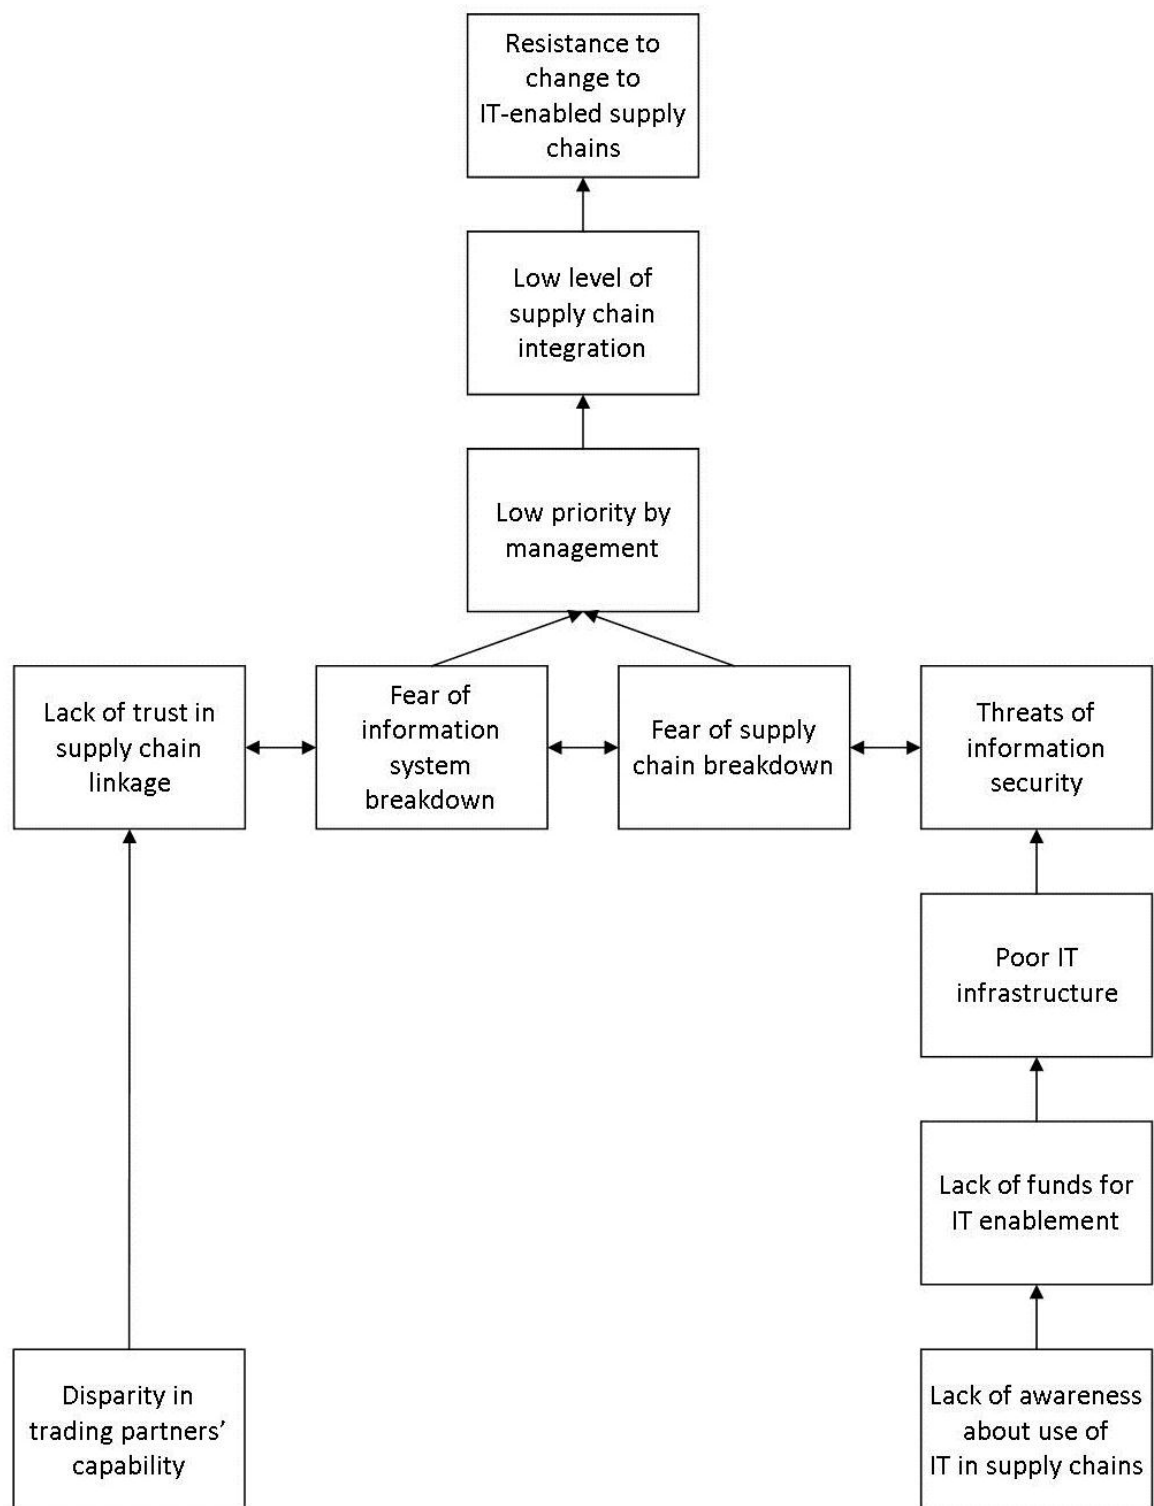 Resistance to
change to
IT-enabled supply
chains
Low level of
supply chain
integration
Low priority by
management
Lack of trust in
supply chain
linkage
Fear of
information
system
breakdown
Fear of supply
chain breakdown
Threats of
information
security
Poor IT
infrastructure
Lack of funds for
IT enablement
Disparity in
trading partners’
capability
Lack of awareness
about use of
IT in supply chains